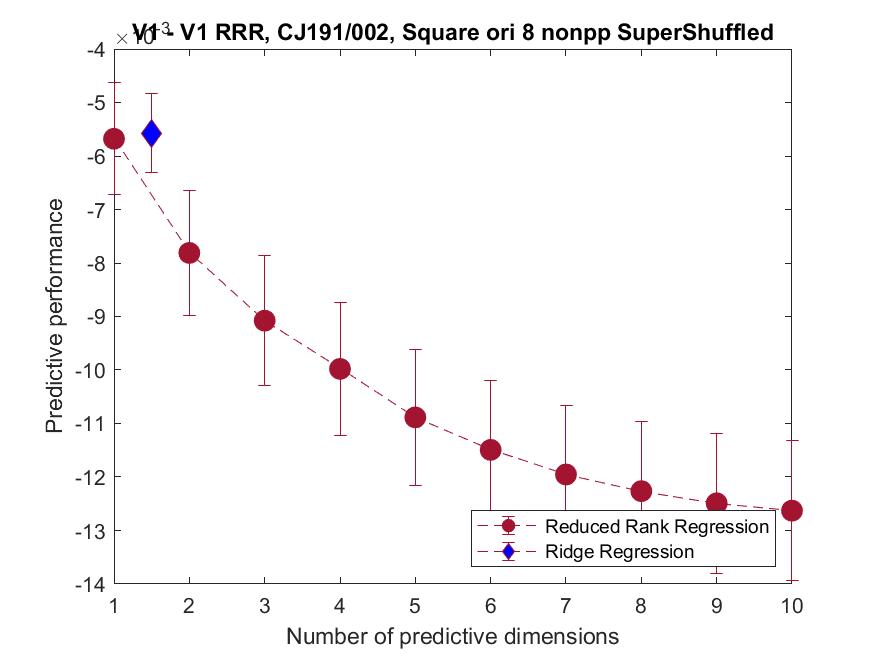 ×10-3
V1 - V1 RRR, CJ191/002, Square ori 8 nonpp SuperShuffled
-4
-5
-6
-7
-8
-9
-10
-11
-12
-13
-14
Predictive performance
Reduced Rank Regression
Ridge Regression
1 2 3 4 5 6 7 8 9 10
Number of predictive dimensions